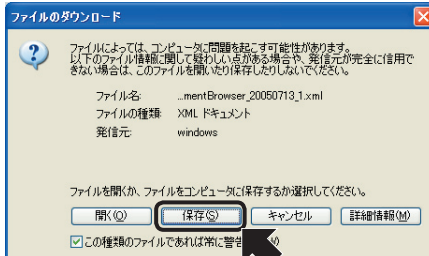 ファイルのダウンロード
ファイルによっては、コンピュータに問題を起こす可能性があります。
以下のファイル情報に関して疑わしい点がある場合や、発信元が完全に信用で
きない場合は、このファイルを開いたり保存したりしないでください。
ファイル名: ...mentBrowser_20050713_1.xml
ファイルの種類: XML ドキュメント
発信元: windows
ファイルを開くか、ファイルをコンピュータに保存するか選択してください。
開く(O) 保存(S) キャンセル 詳細情報(M)
この種類のファイルであれば常に警告